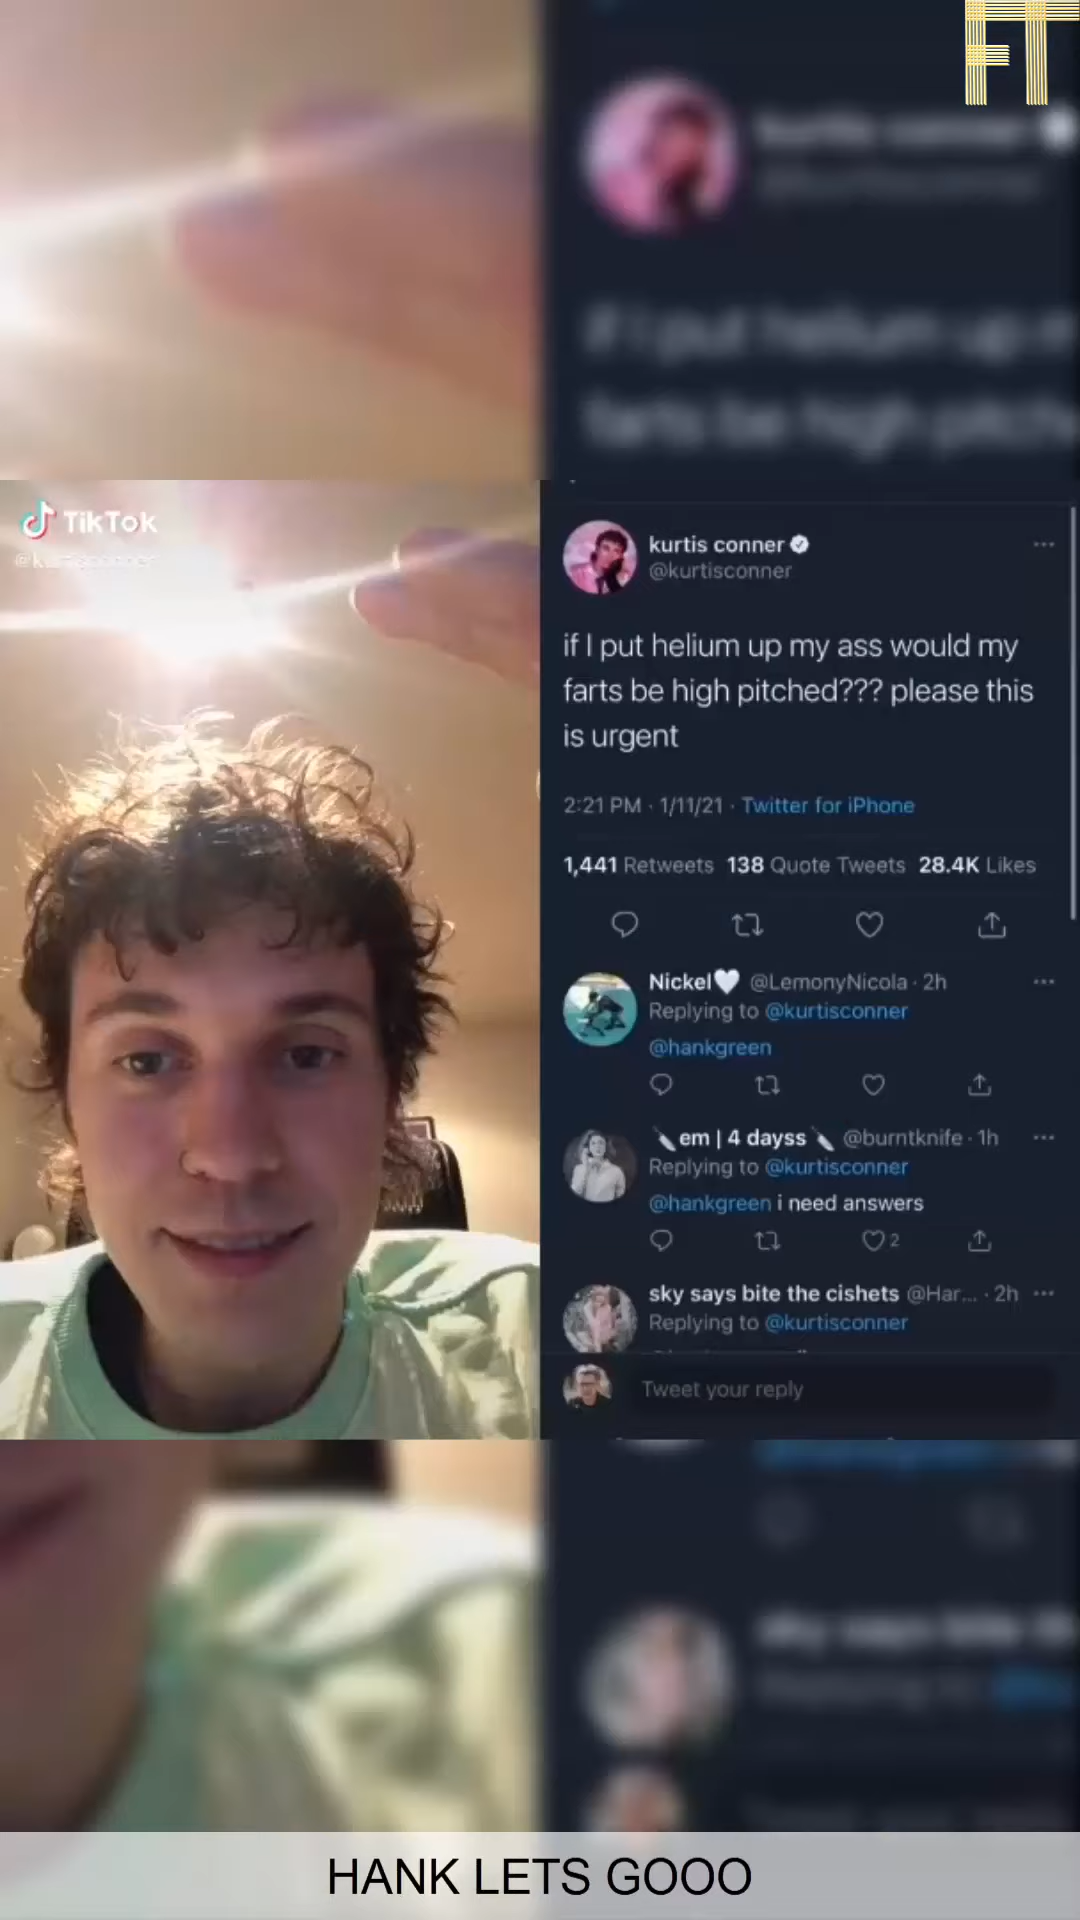 FT
TikTok
@kurtisconner
kurtis conner
@kurtisconner
if I put helium up my ass would my
farts be high pitched??? please this
is urgent
2:21 PM · 1/11/21 · Twitter for iPhone
1,441 Retweets 138 Quote Tweets 28.4K Likes
Nickel🤍 @LemonyNicola · 2h
Replying to @kurtisconner
@hankgreen
🔪em | 4 dayss🔪 @burntknife · 1h
Replying to @kurtisconner
@hankgreen i need answers
2
sky says bite the cishets @Har... · 2h
Replying to @kurtisconner
Tweet your reply
HANK LETS GOOO